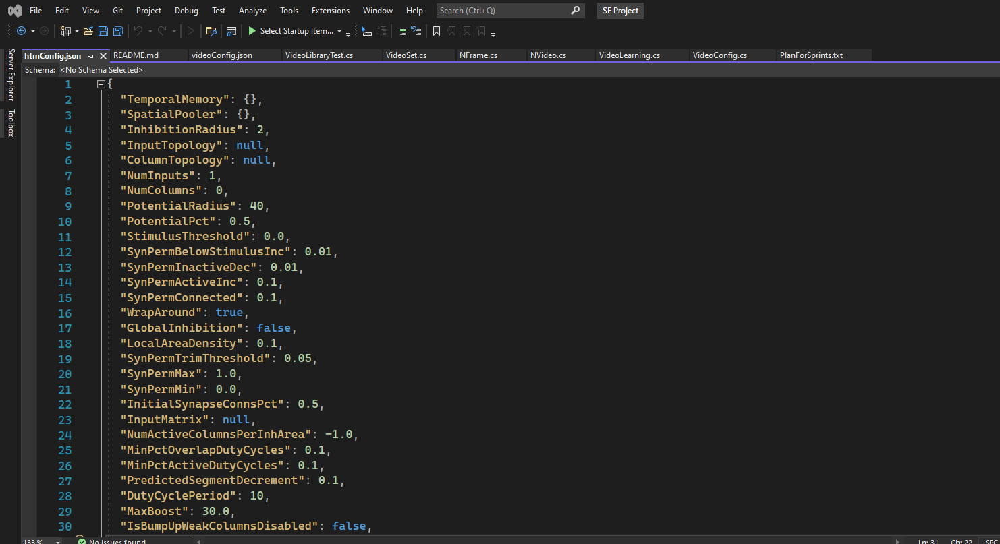 File Edit View Git Project Debug Test Analyze Tools Extensions Window Help Search (Ctrl+Q) SE Project
Select Startup Item...
htmConfig.json README.md videoConfig.json VideoLibraryTest.cs VideoSet.cs NFrame.cs NVideo.cs VideoLearning.cs VideoConfig.cs PlanForSprints.txt
Schema: <No Schema Selected>
Server Explorer
Toolbox
1 {
2 "TemporalMemory": {},
3 "SpatialPooler": {},
4 "InhibitionRadius": 2,
5 "InputTopology": null,
6 "ColumnTopology": null,
7 "NumInputs": 1,
8 "NumColumns": 0,
9 "PotentialRadius": 40,
10 "PotentialPct": 0.5,
11 "StimulusThreshold": 0.0,
12 "SynPermBelowStimulusInc": 0.01,
13 "SynPermInactiveDec": 0.01,
14 "SynPermActiveInc": 0.1,
15 "SynPermConnected": 0.1,
16 "WrapAround": true,
17 "GlobalInhibition": false,
18 "LocalAreaDensity": 0.1,
19 "SynPermTrimThreshold": 0.05,
20 "SynPermMax": 1.0,
21 "SynPermMin": 0.0,
22 "InitialSynapseConnsPct": 0.5,
23 "InputMatrix": null,
24 "NumActiveColumnsPerInhArea": -1.0,
25 "MinPctOverlapDutyCycles": 0.1,
26 "MinPctActiveDutyCycles": 0.1,
27 "PredictedSegmentDecrement": 0.1,
28 "DutyCyclePeriod": 10,
29 "MaxBoost": 30.0,
30 "IsBumpUpWeakColumnsDisabled": false,
133 % No issues found Ln: 31 Ch: 22 SPC